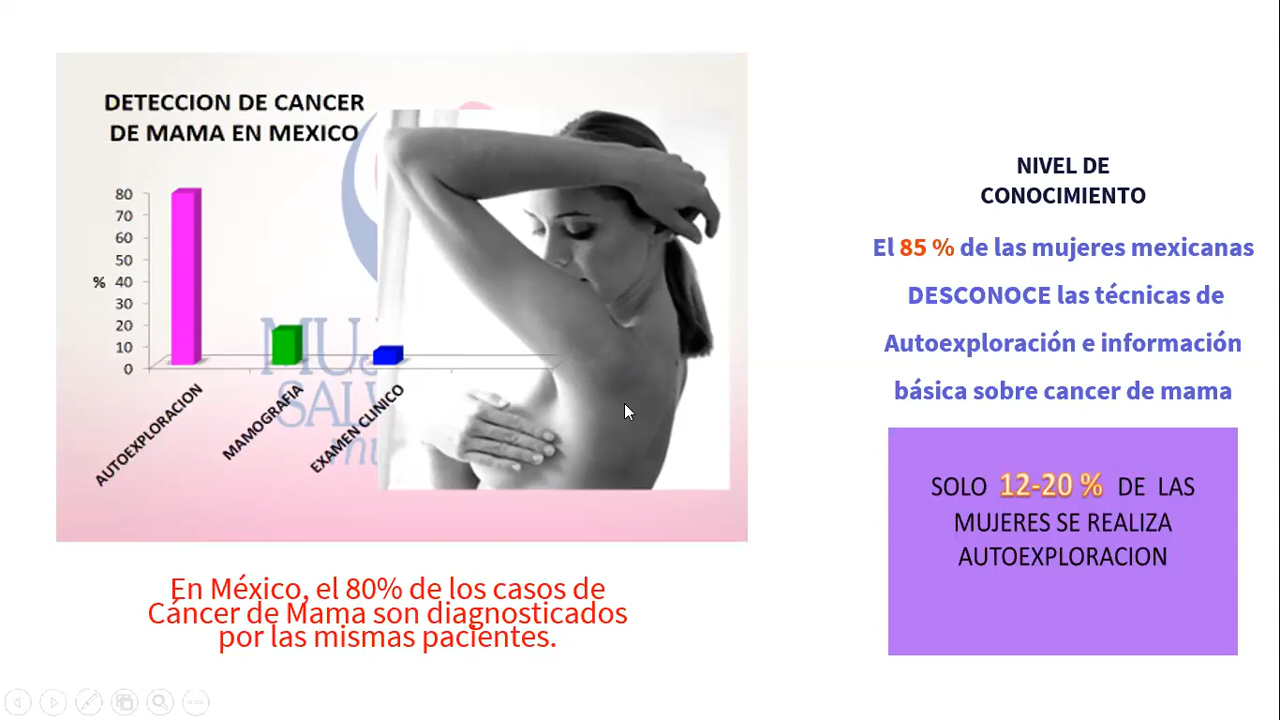 DETECCION DE CANCER
DE MAMA EN MEXICO
80
70
60
50
% 40
30
20
10
0
AUTOEXPLORACION
MAMOGRAFIA
EXAMEN CLINICO
En México, el 80% de los casos de
Cáncer de Mama son diagnosticados
por las mismas pacientes.
NIVEL DE
CONOCIMIENTO
El 85 % de las mujeres mexicanas
DESCONOCE las técnicas de
Autoexploración e información
básica sobre cancer de mama
SOLO 12-20 % DE LAS
MUJERES SE REALIZA
AUTOEXPLORACION